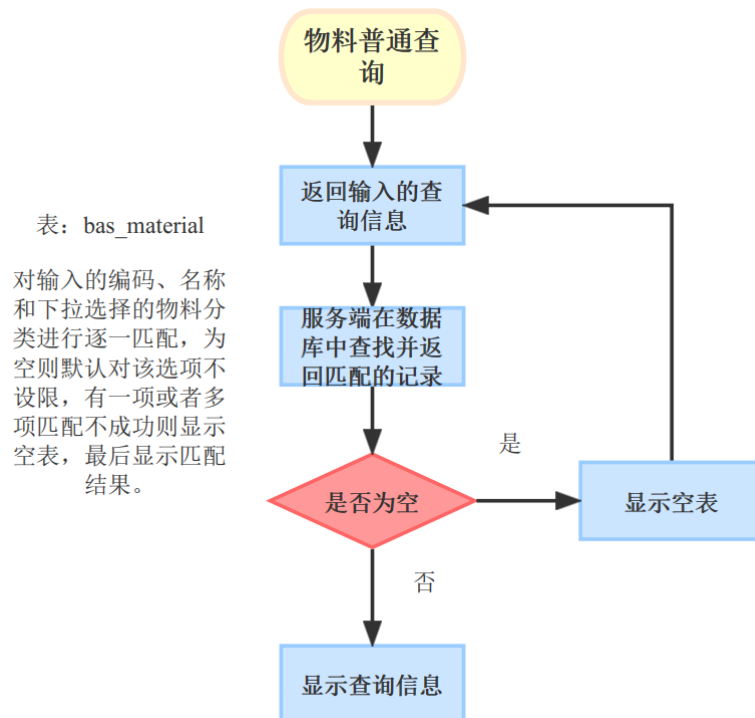 物料普通查
询
返回输入的查
询信息
表：bas_material
对输入的编码、名称
和下拉选择的物料分
类进行逐一匹配，为
空则默认对该选项不
设限，有一项或者多
项匹配不成功则显示
空表，最后显示匹配
结果。
服务端在数据
库中查找并返
回匹配的记录
是否为空
是
显示空表
否
显示查询信息